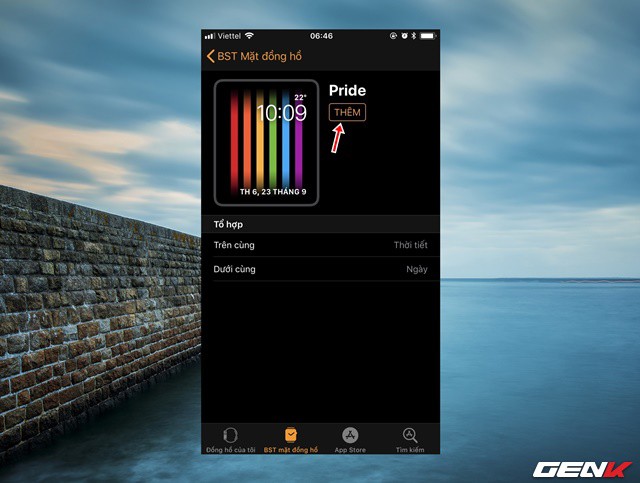 Viettel 06:46
BST Mặt đồng hồ
Pride
THÊM
22°
10:09
TH 6, 23 THÁNG 9
Tổ hợp
Trên cùng Thời tiết
Dưới cùng Ngày
Đồng hồ của tôi BST mặt đồng hồ App Store Tìm kiếm
GENK